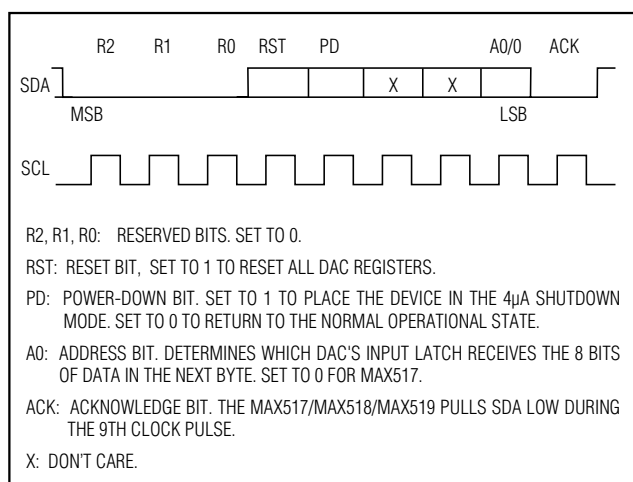 R2 R1 R0 RST PD A0/0 ACK
SDA X X
MSB LSB
SCL
R2, R1, R0: RESERVED BITS. SET TO 0.
RST: RESET BIT, SET TO 1 TO RESET ALL DAC REGISTERS.
PD: POWER-DOWN BIT. SET TO 1 TO PLACE THE DEVICE IN THE 4µA SHUTDOWN
MODE. SET TO 0 TO RETURN TO THE NORMAL OPERATIONAL STATE.
A0: ADDRESS BIT. DETERMINES WHICH DAC'S INPUT LATCH RECEIVES THE 8 BITS
OF DATA IN THE NEXT BYTE. SET TO 0 FOR MAX517.
ACK: ACKNOWLEDGE BIT. THE MAX517/MAX518/MAX519 PULLS SDA LOW DURING
THE 9TH CLOCK PULSE.
X: DON'T CARE.